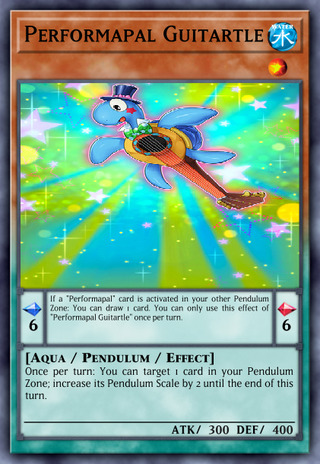 PERFORMAPAL GUITARTLE
WATER
水
If a "Performapal" card is activated in your other Pendulum
Zone: You can draw 1 card. You can only use this effect of
"Performapal Guitartle" once per turn.
6
6
[AQUA / PENDULUM / EFFECT]
Once per turn: You can target 1 card in your Pendulum
Zone; increase its Pendulum Scale by 2 until the end of this
turn.
ATK/ 300 DEF/ 400